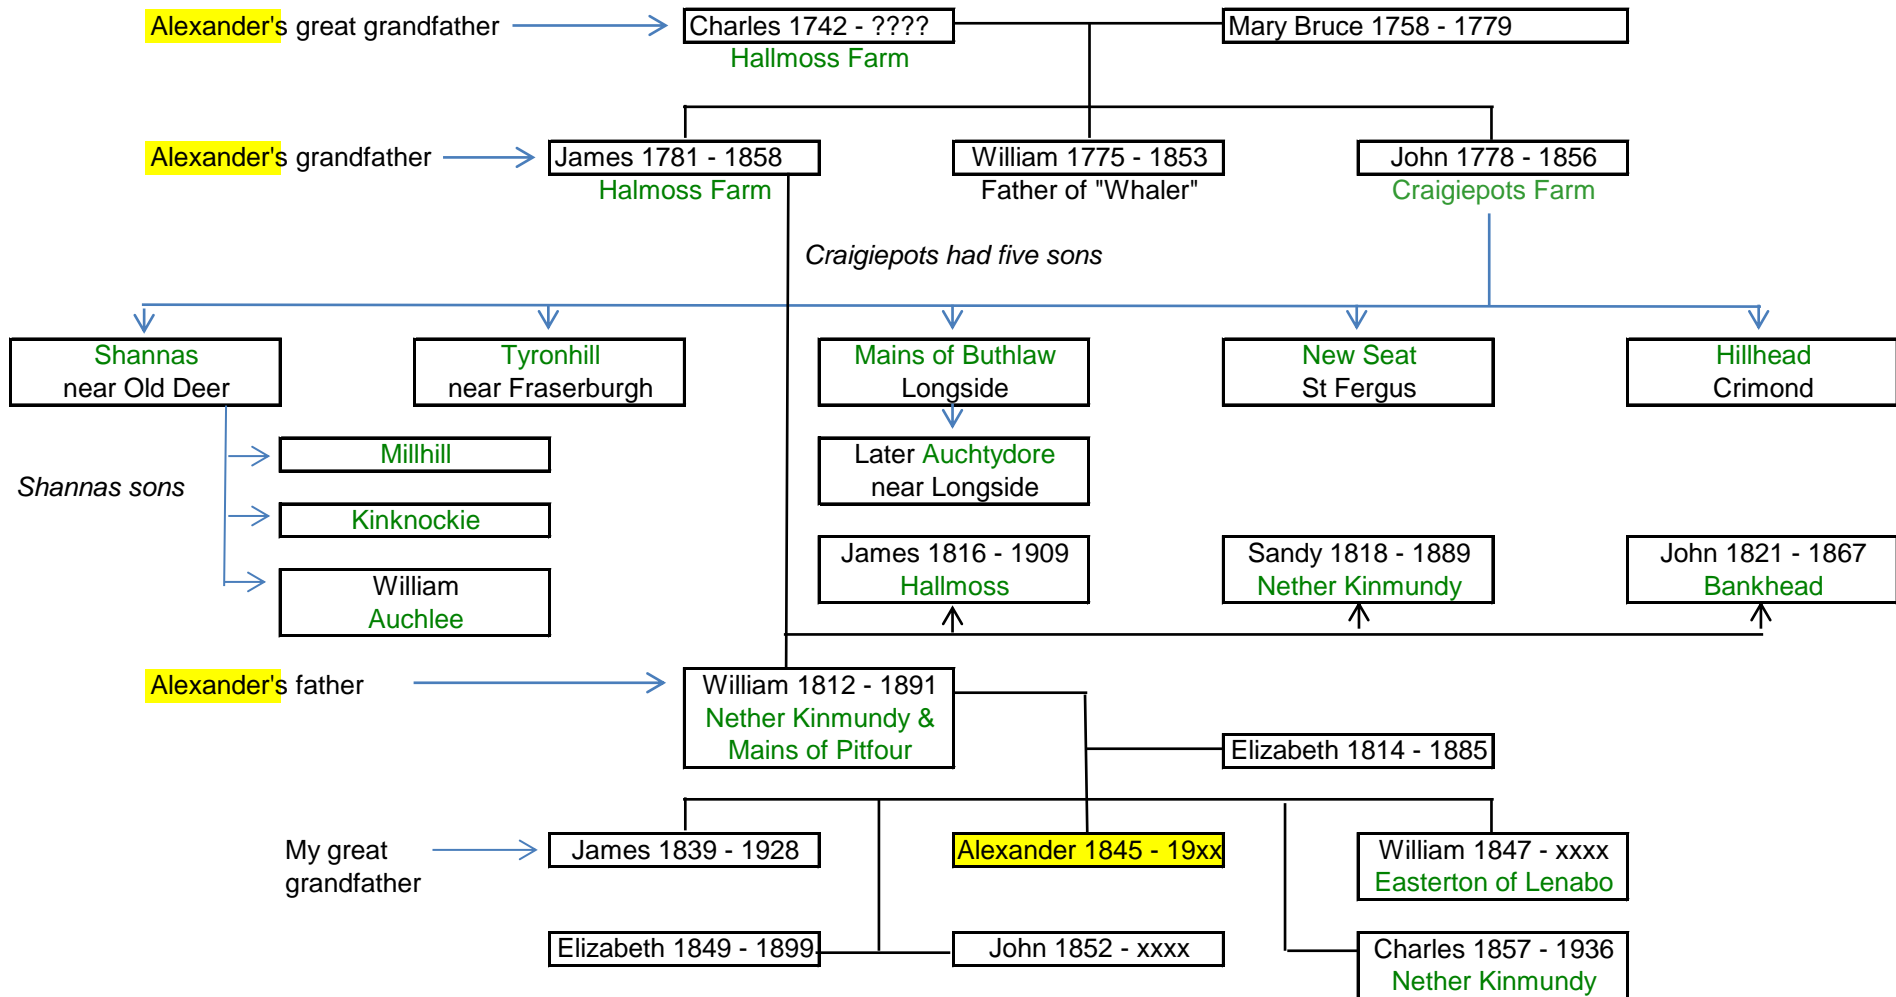 Alexander's great grandfather
Charles 1742 - ????
Mary Bruce 1758 - 1779
Hallmoss Farm
Alexander's grandfather
James 1781 - 1858
William 1775 - 1853
John 1778 - 1856
Halmoss Farm
Father of "Whaler"
Craigiepots Farm
Craigiepots had five sons
Shannas
near Old Deer
Tyronhill
near Fraserburgh
Mains of Buthlaw
Longside
New Seat
St Fergus
Hillhead
Crimond
Millhill
Later Auchtydore
near Longside
Shannas sons
Kinknockie
James 1816 - 1909
Hallmoss
Sandy 1818 - 1889
Nether Kinmundy
John 1821 - 1867
Bankhead
William
Auchlee
Alexander's father
William 1812 - 1891
Nether Kinmundy &
Mains of Pitfour
Elizabeth 1814 - 1885
My great
grandfather
James 1839 - 1928
Alexander 1845 - 19xx
William 1847 - xxxx
Easterton of Lenabo
Elizabeth 1849 - 1899
John 1852 - xxxx
Charles 1857 - 1936
Nether Kinmundy